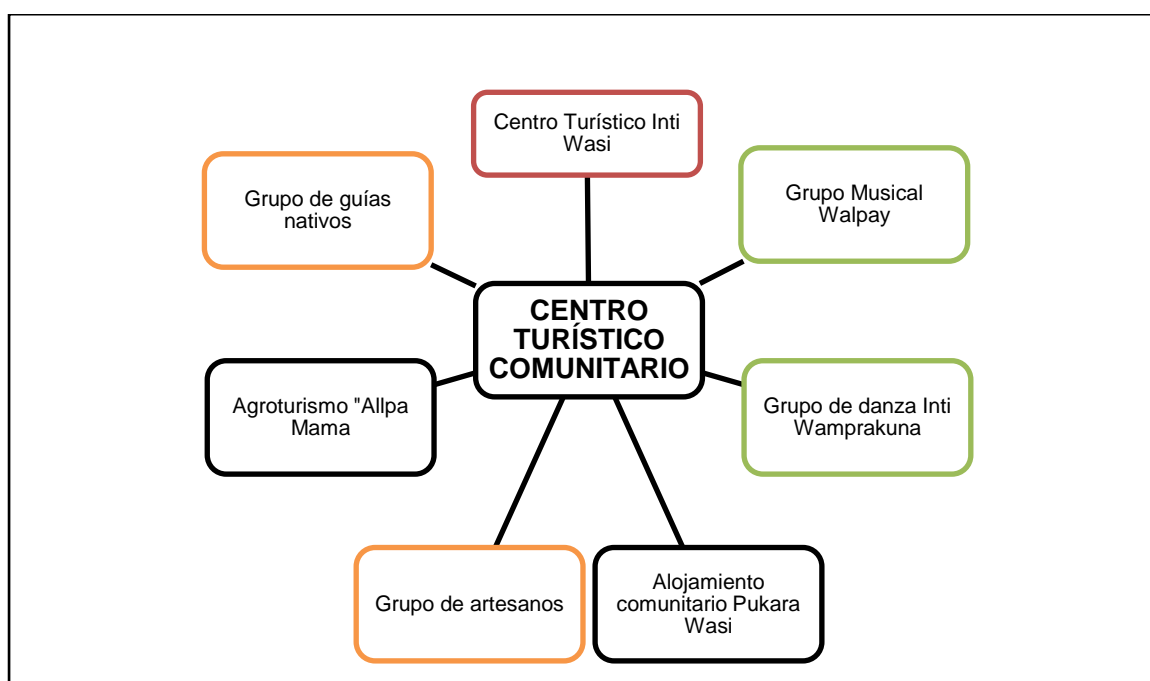 Centro Turístico Inti
Wasi
Grupo de guías
nativos
Grupo Musical
Walpay
CENTRO
TURÍSTICO
COMUNITARIO
Agroturismo "Allpa
Mama
Grupo de danza Inti
Wamprakuna
Grupo de artesanos
Alojamiento
comunitario Pukara
Wasi